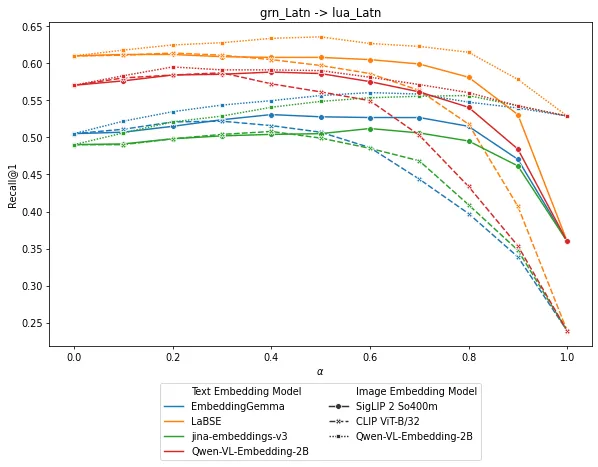 grn_Latn -> lua_Latn
0.65
0.60
0.55
0.50
0.45
0.40
0.35
0.30
0.25
Recall@1
0.0 0.2 0.4 0.6 0.8 1.0
α
Text Embedding Model Image Embedding Model
EmbeddingGemma SigLIP 2 So400m
LaBSE CLIP ViT-B/32
jina-embeddings-v3 Qwen-VL-Embedding-2B
Qwen-VL-Embedding-2B